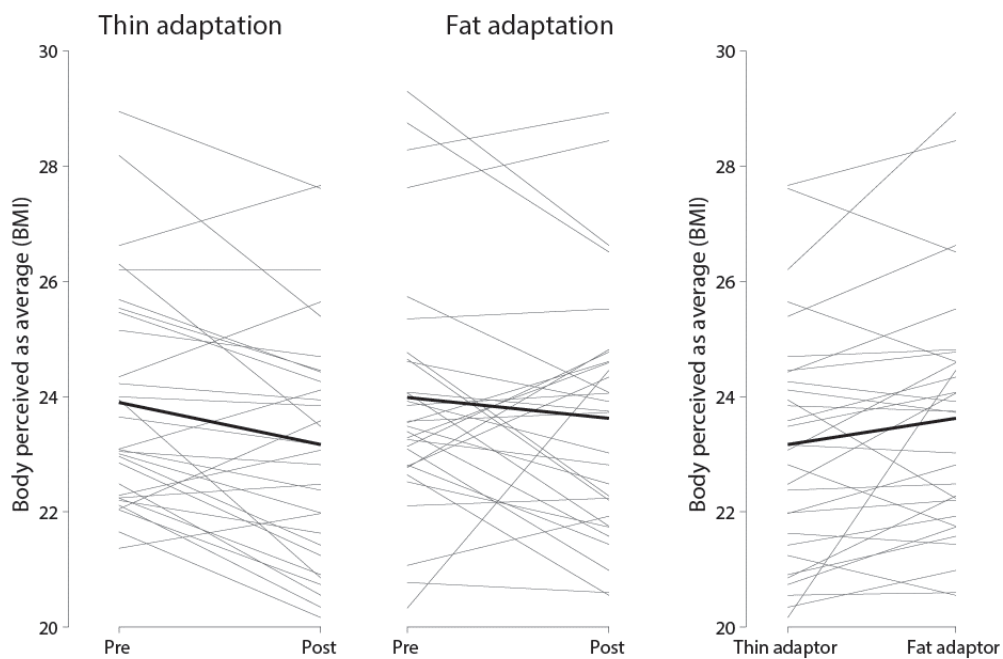 Thin adaptation
Fat adaptation
Body perceived as average (BMI)
30
28
26
24
22
20
Pre
Post
Pre
Post
Body perceived as average (BMI)
30
28
26
24
22
20
Thin adaptor
Fat adaptor